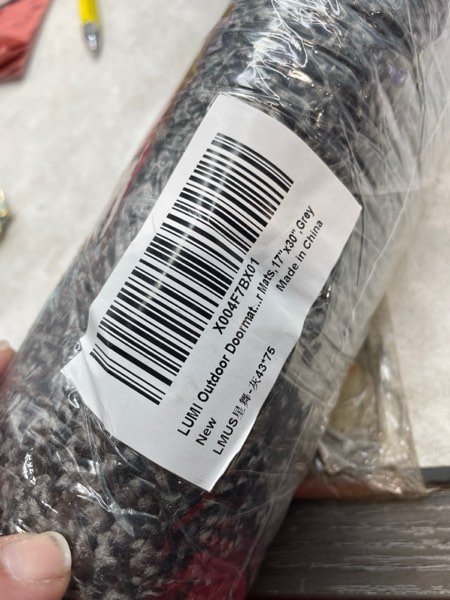 X004F7BX01
LUMI Outdoor Doormat...r Mats,17"x30",Grey
New
Made in China
LMUS星舞-灰43*75